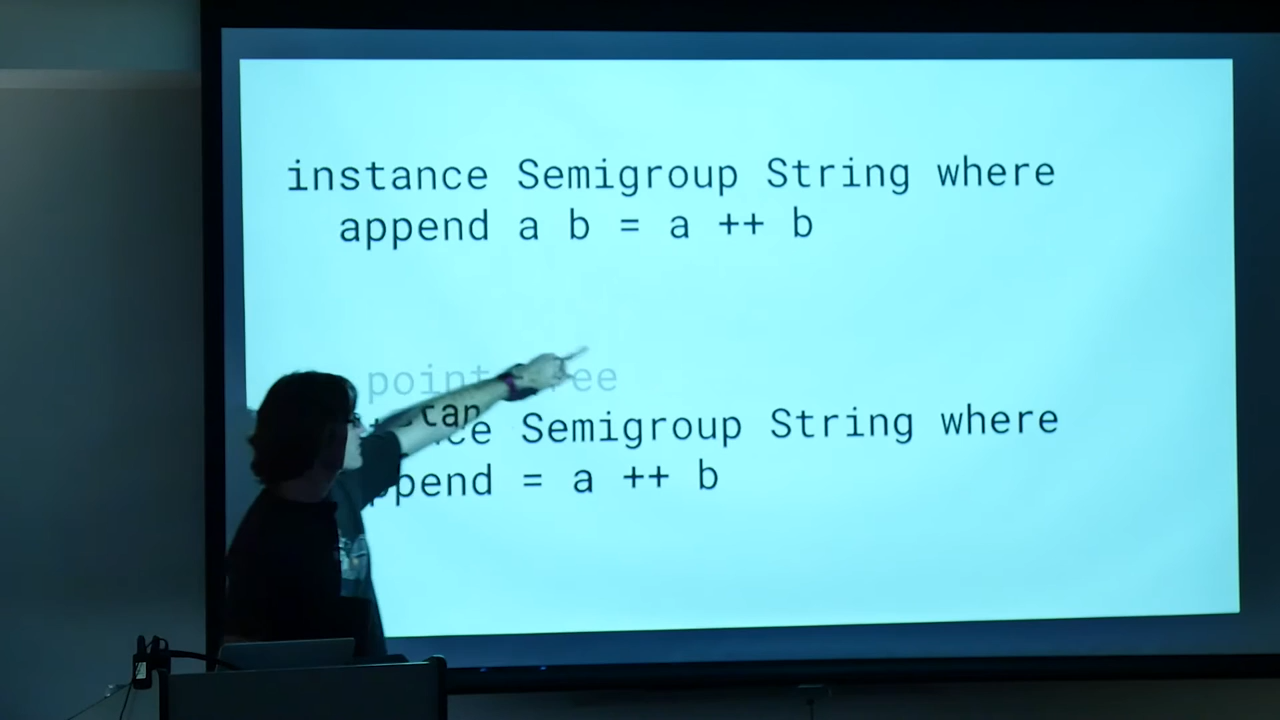 instance Semigroup String where
append a b = a ++ b
Semigroup String where
= a ++ b